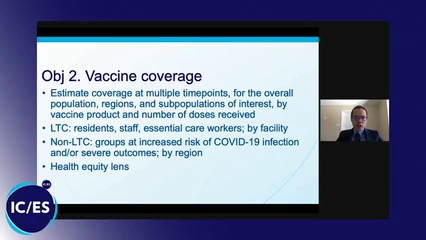 Obj 2. Vaccine coverage
• Estimate coverage at multiple timepoints, for the overall
population, regions, and subpopulations of interest, by
vaccine product and number of doses received
• LTC: residents, staff, essential care workers; by facility
• Non-LTC: groups at increased risk of COVID-19 infection
and/or severe outcomes; by region
• Health equity lens
IC/ES
IC/ES